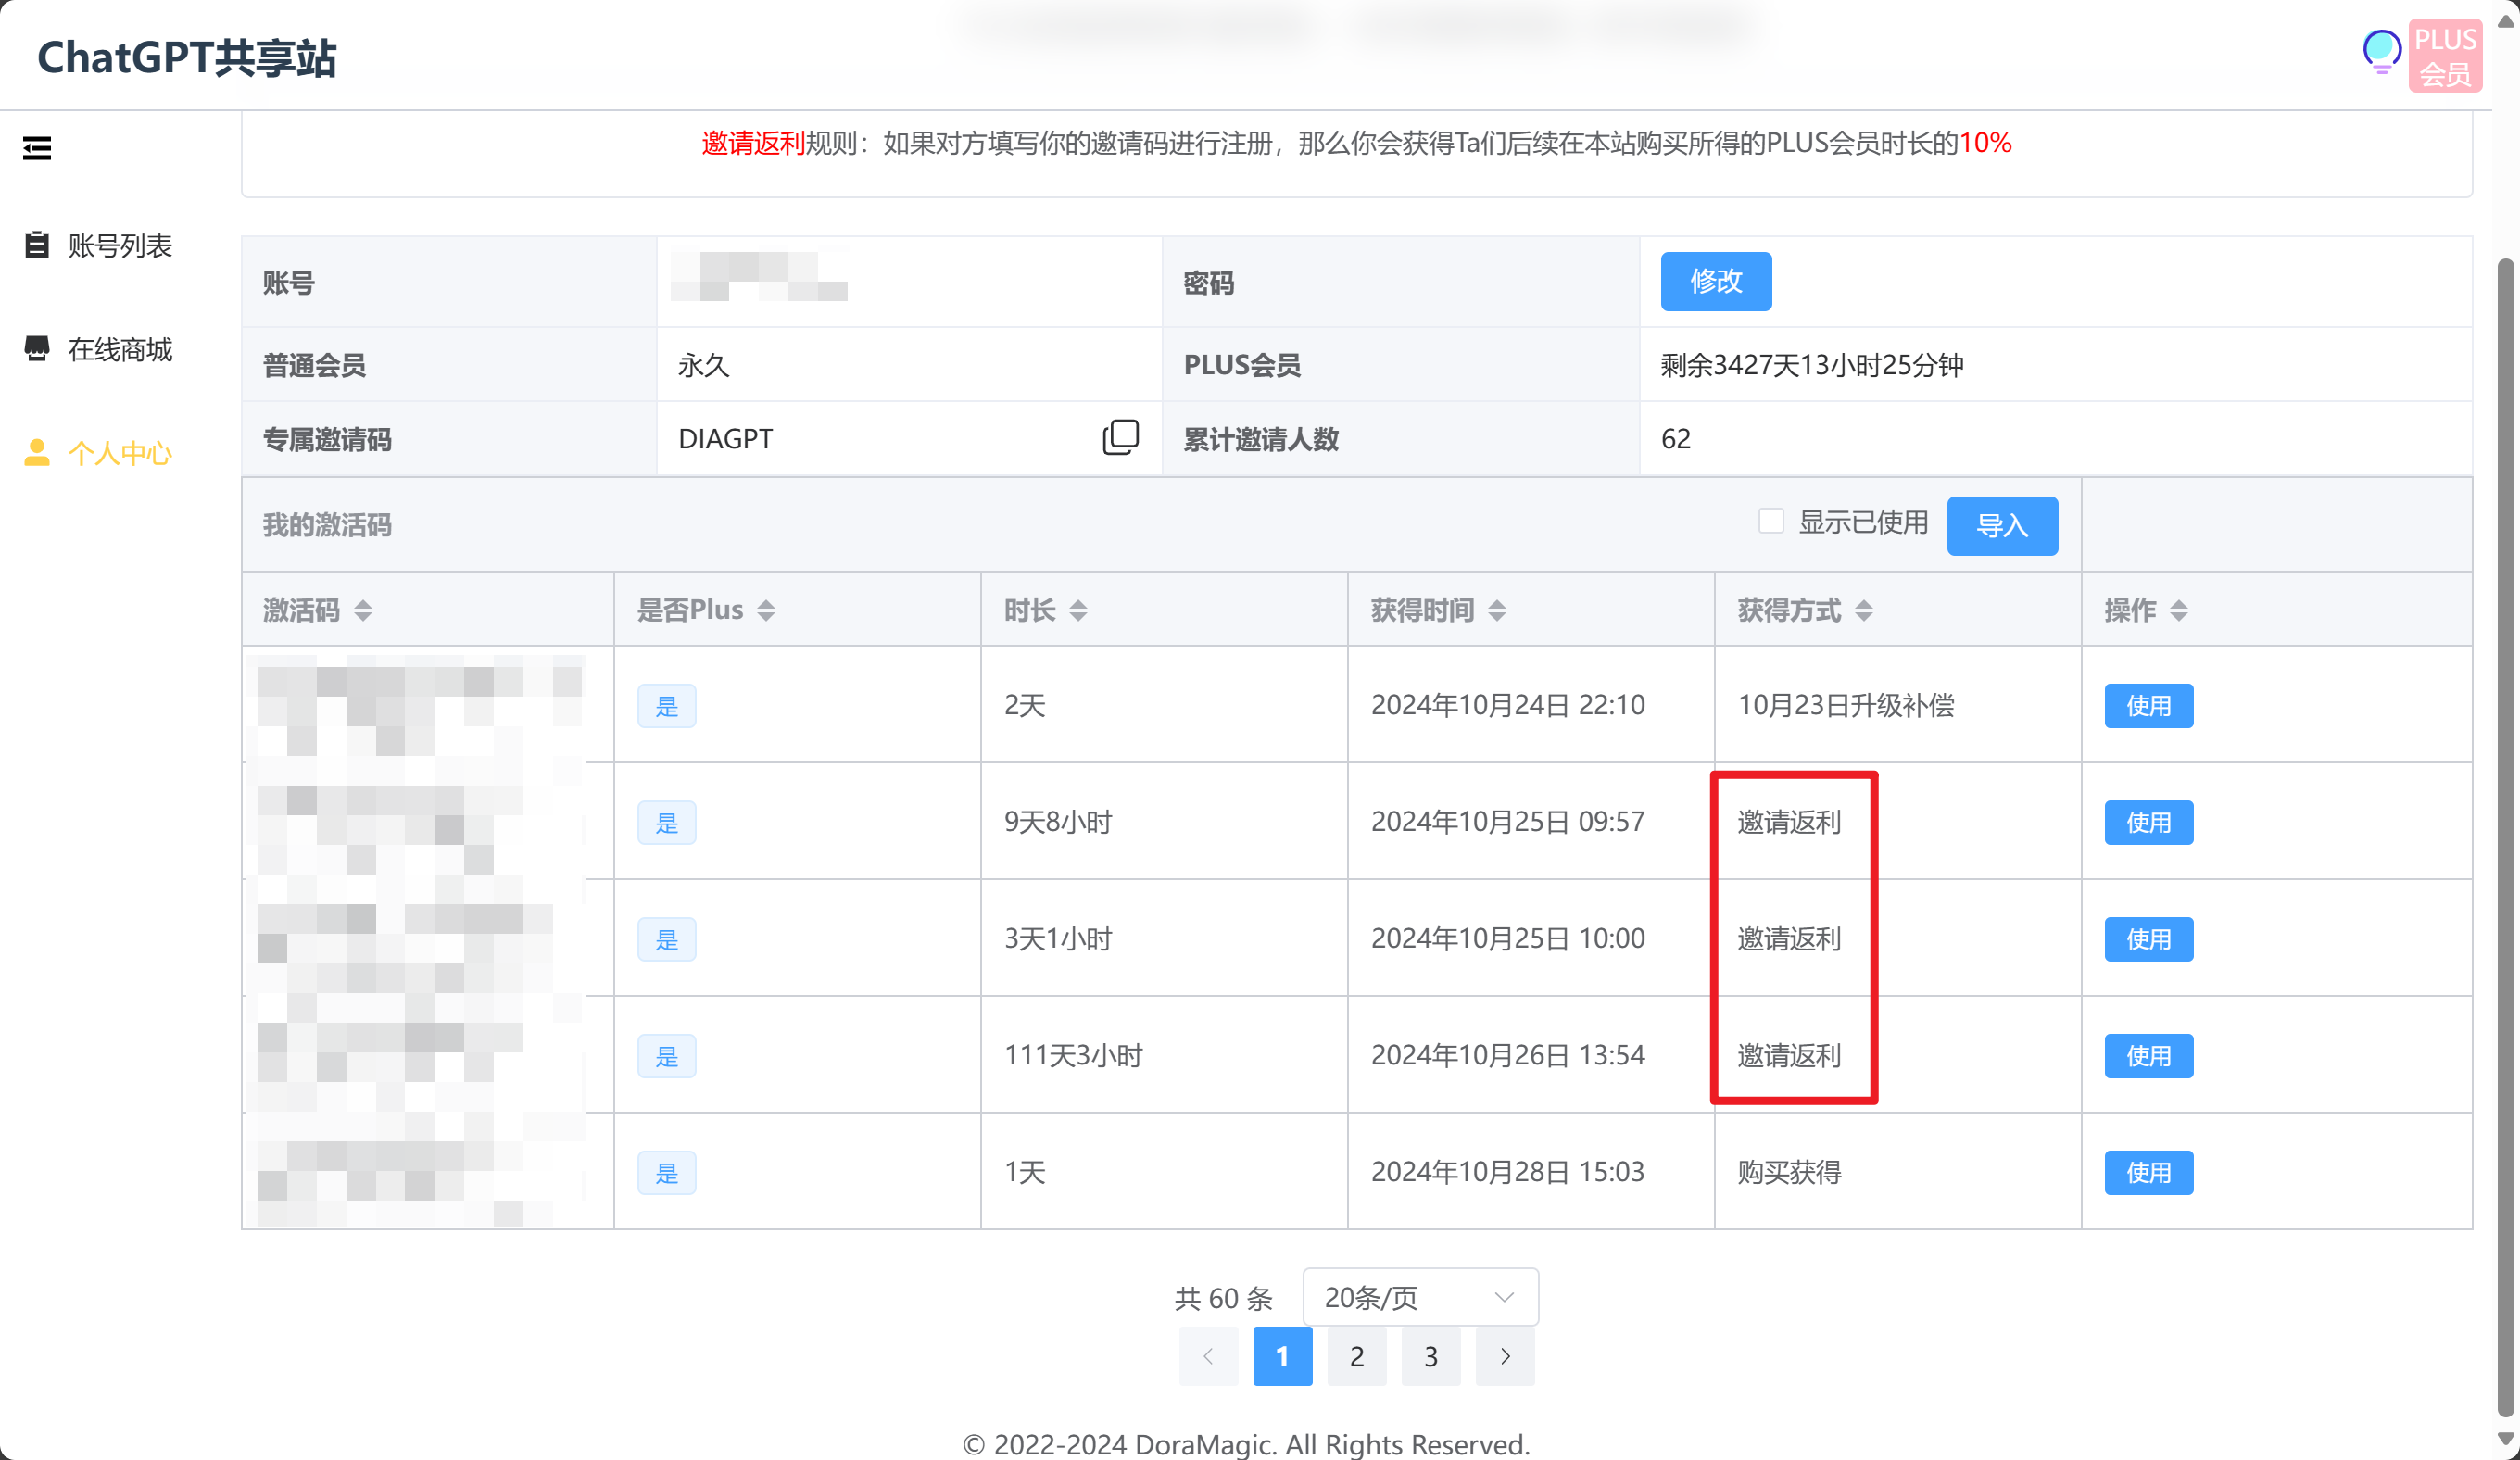 ChatGPT共享站
PLUS
会员
邀请返利规则：如果对方填写你的邀请码进行注册，那么你会获得Ta们后续在本站购买所得的PLUS会员时长的10%
账号列表
在线商城
个人中心
账号
密码
修改
普通会员
永久
PLUS会员
剩余3427天13小时25分钟
专属邀请码
DIAGPT
累计邀请人数
62
我的激活码
显示已使用
导入
激活码
是否Plus
时长
获得时间
获得方式
操作
是
2天
2024年10月24日 22:10
10月23日升级补偿
使用
是
9天8小时
2024年10月25日 09:57
邀请返利
使用
是
3天1小时
2024年10月25日 10:00
邀请返利
使用
是
111天3小时
2024年10月26日 13:54
邀请返利
使用
是
1天
2024年10月28日 15:03
购买获得
使用
共 60 条
20条/页
1
2
3
© 2022-2024 DoraMagic. All Rights Reserved.